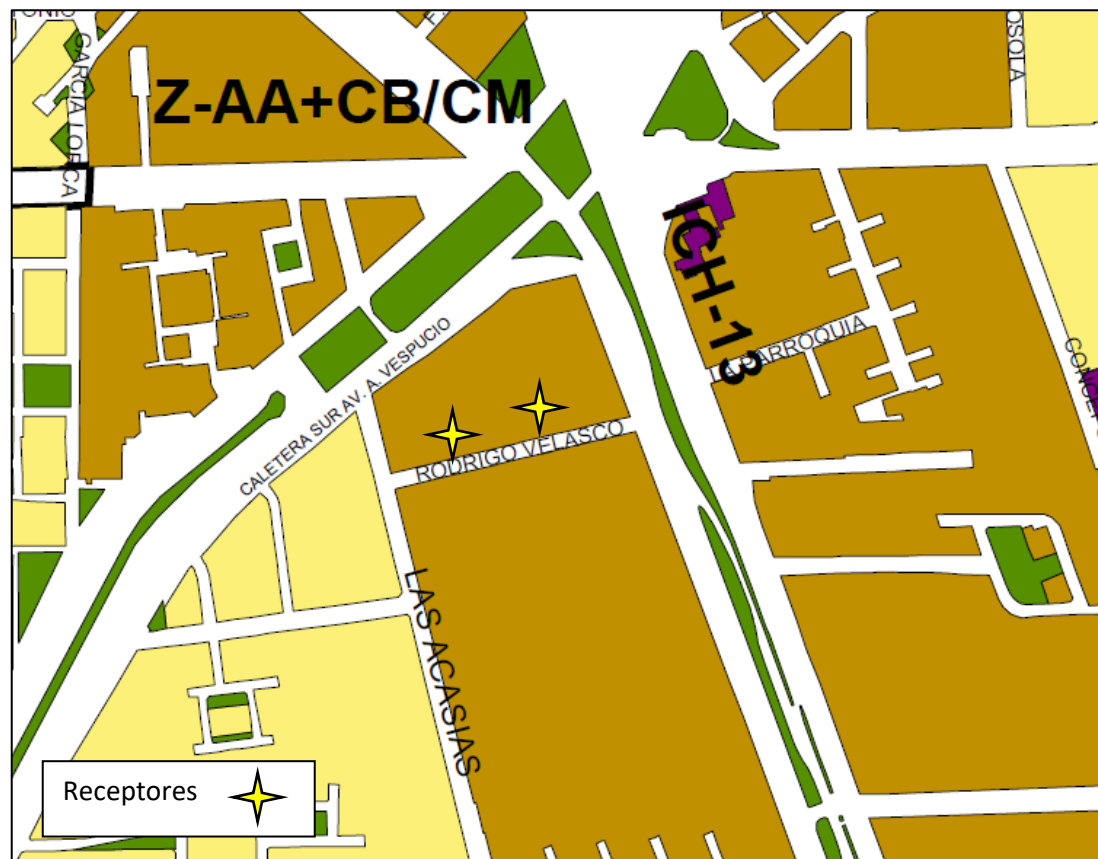 GARCIA LORCA
Z-AA+CB/CM
OSOLA
ICH-13
LA PARROQUIA
CALETERA SUR AV. A. VESPUCIO
RODRIGO VELASCO
LAS ACASIAS
Receptores